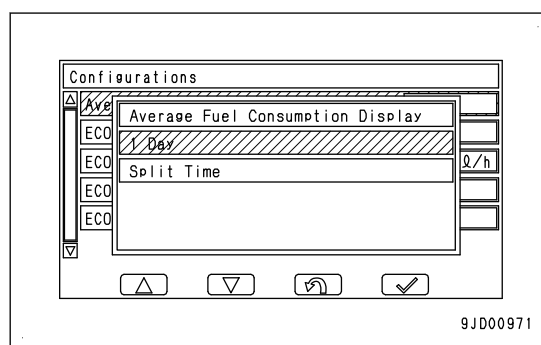 Configurations
Ave
Average Fuel Consumption Display
ECO
1 Day
ECO
Split Time
ℓ/h
ECO
ECO
9JD00971